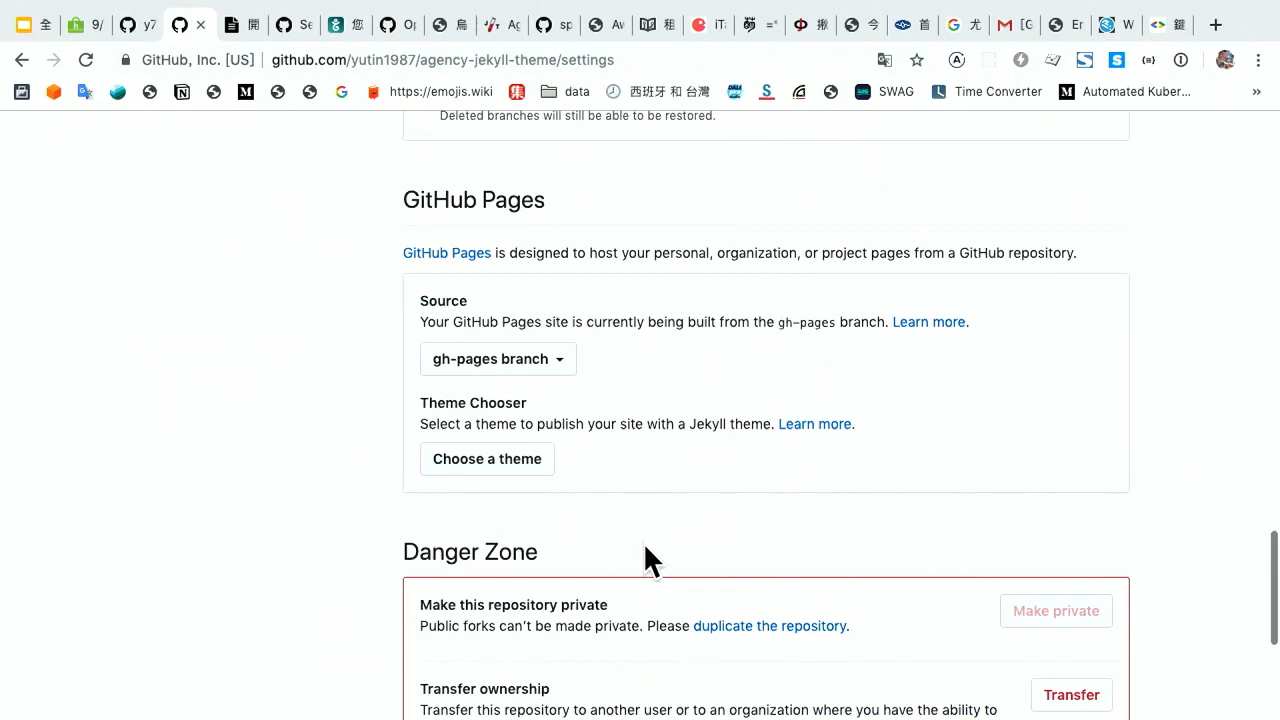 全
9/
y7
開
Se
您
O
烏
Ag
sp
Av
租
iT
=*
揪
今
首
尤
[G
Er
W
鏈
GitHub, Inc. [US]
github.com/yutin1987/agency-jekyll-theme/settings
https://emojis.wiki
data
西班牙 和 台灣
SWAG
Time Converter
Automated Kuber...
Deleted branches will still be able to be restored.
GitHub Pages
GitHub Pages is designed to host your personal, organization, or project pages from a GitHub repository.
Source
Your GitHub Pages site is currently being built from the gh-pages branch. Learn more.
gh-pages branch
Theme Chooser
Select a theme to publish your site with a Jekyll theme. Learn more.
Choose a theme
Danger Zone
Make this repository private
Make private
Public forks can’t be made private. Please duplicate the repository.
Transfer ownership
Transfer
Transfer this repository to another user or to an organization where you have the ability to